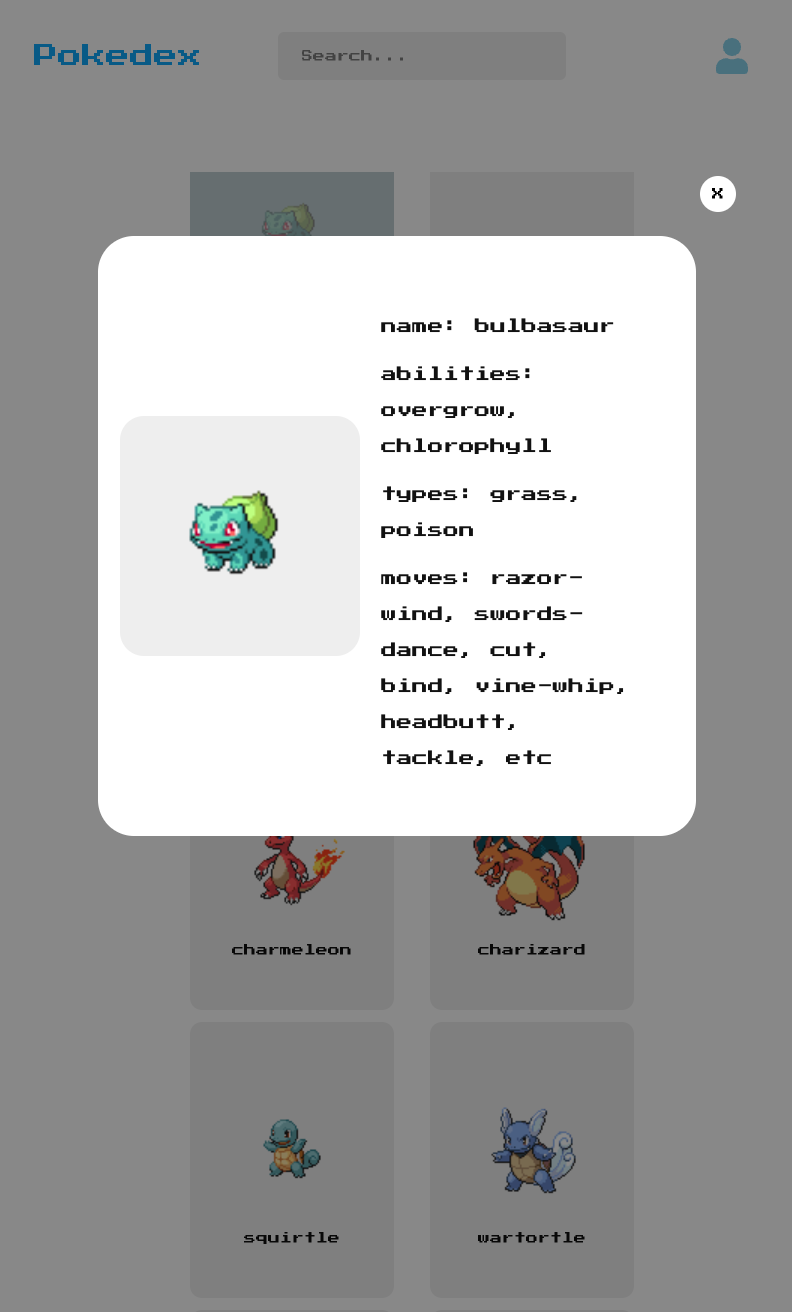 Pokedex
Search...
x
name: bulbasaur
abilities:
overgrow,
chlorophyll
types: grass,
poison
moves: razor-
wind, swords-
dance, cut,
bind, vine-whip,
headbutt,
tackle, etc
charmeleon
charizard
squirtle
wartortle